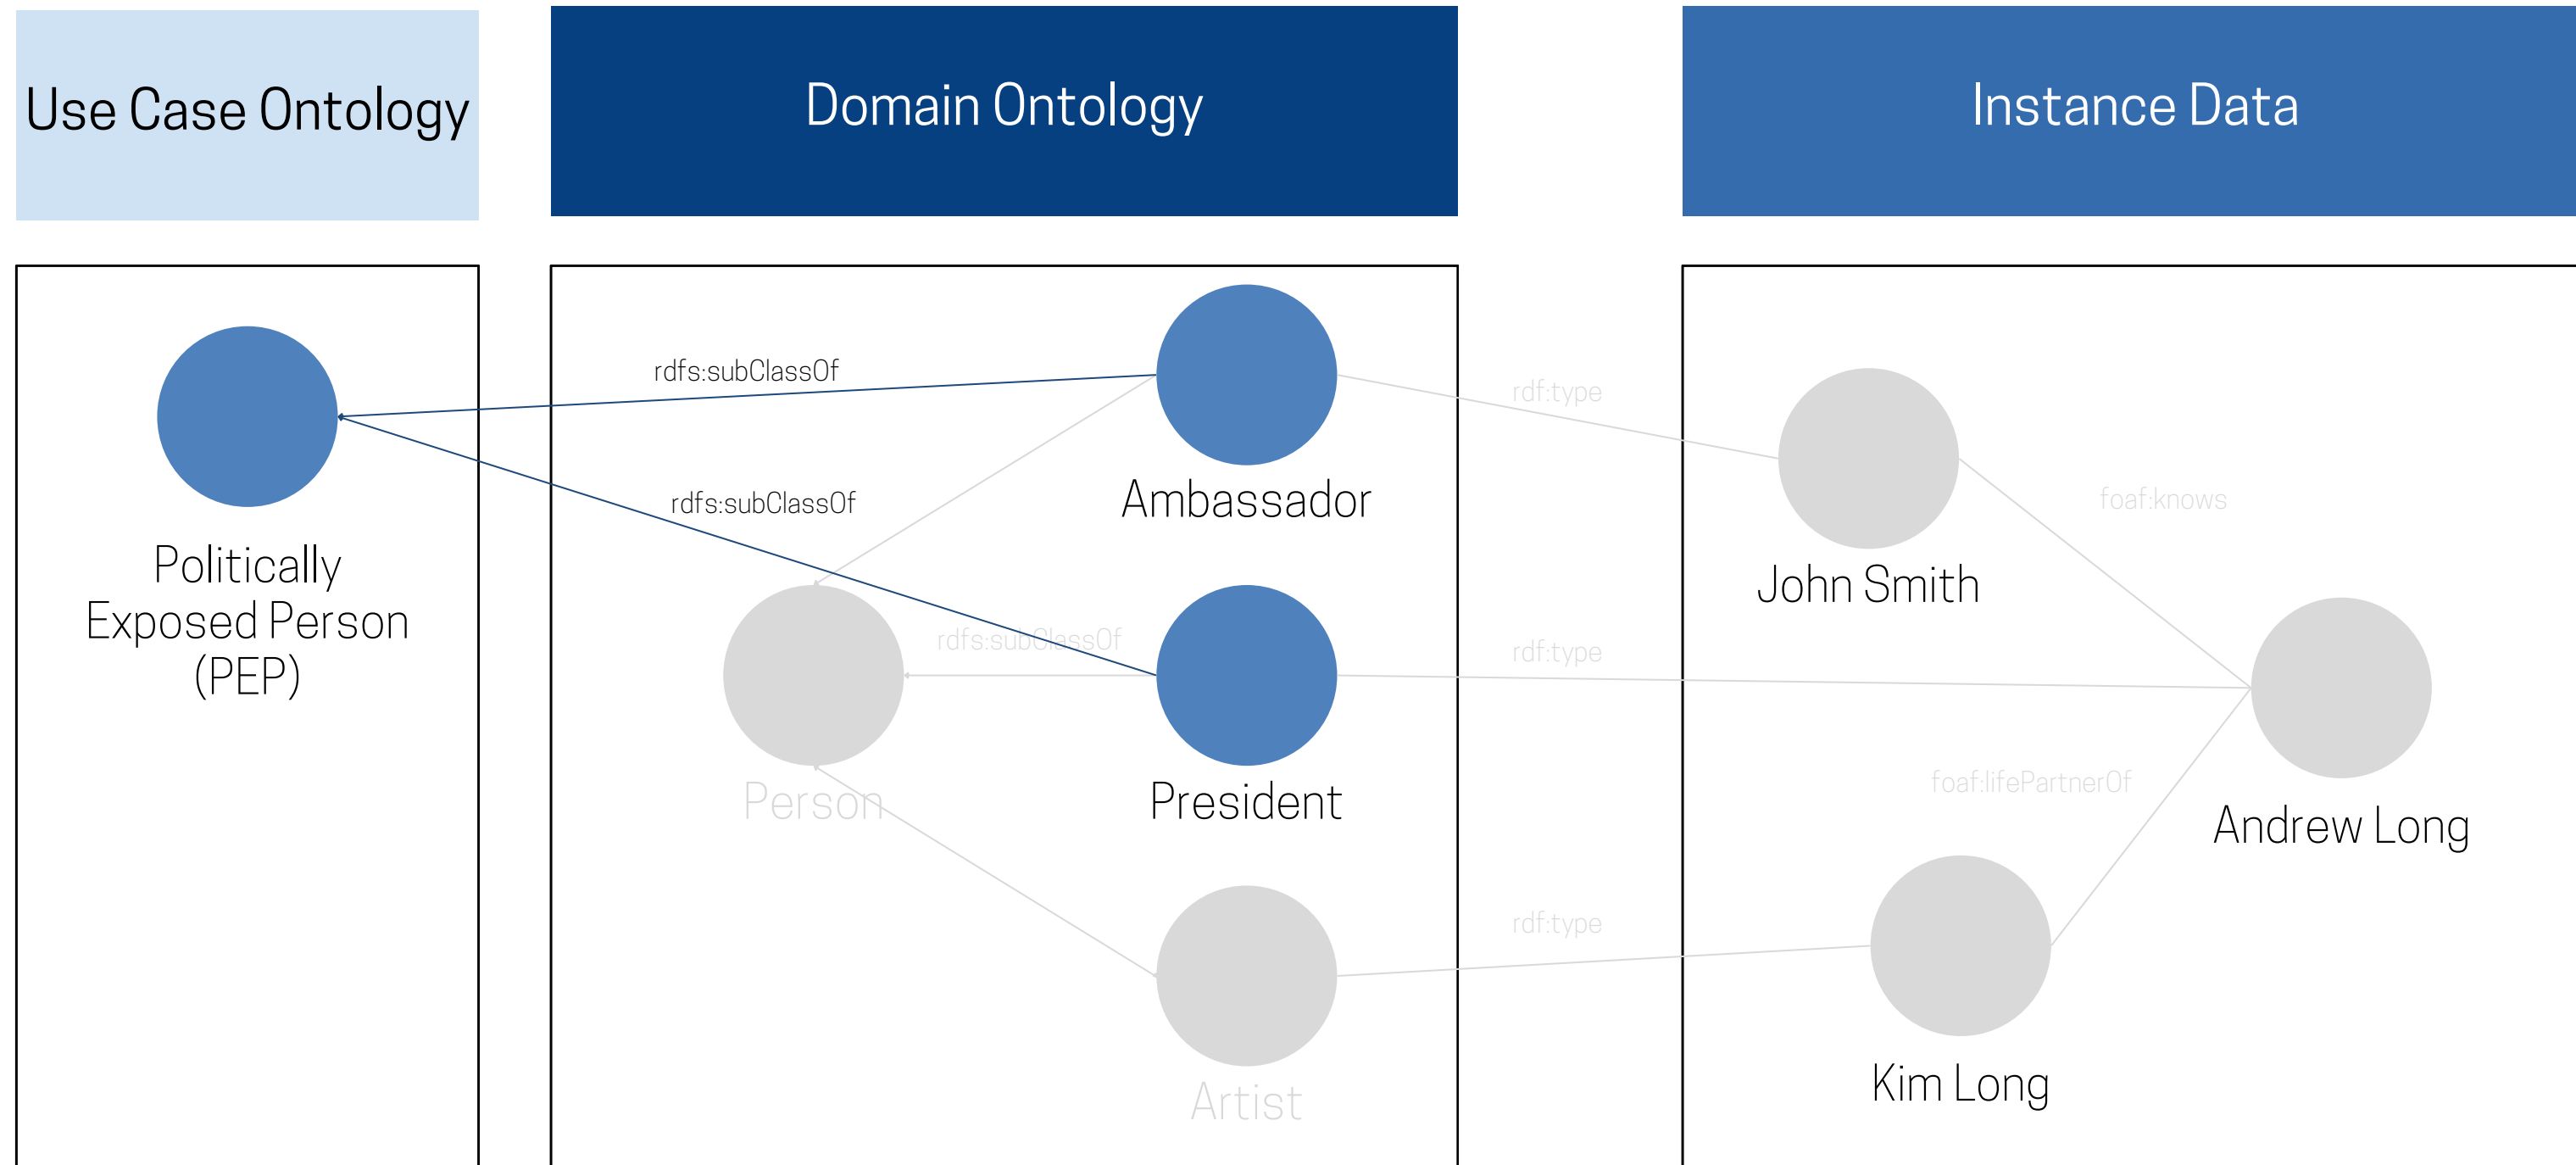 Use Case Ontology
Domain Ontology
Instance Data
rdfs:subClassOf
rdf:type
Ambassador
rdfs:subClassOf
foaf:knows
Politically
Exposed Person
(PEP)
John Smith
rdfs:subClassOf
rdf:type
foaf:lifePartnerOf
Person
President
Andrew Long
rdf:type
Kim Long
Artist